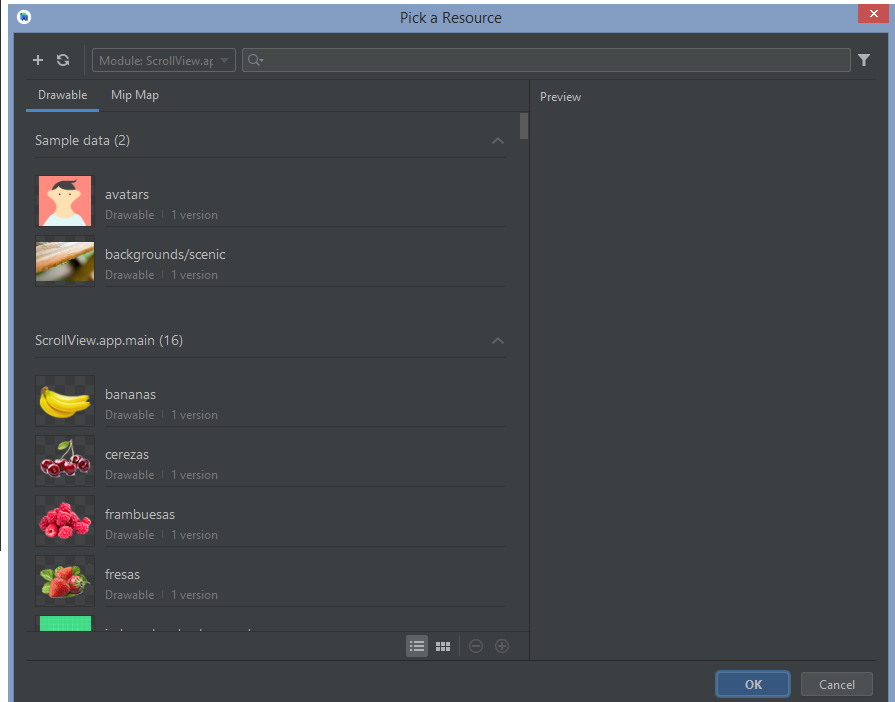 Pick a Resource
Module: ScrollView.ap
Drawable Mip Map
Preview
Sample data (2)
avatars
Drawable | 1 version
backgrounds/scenic
Drawable | 1 version
ScrollView.app.main (16)
bananas
Drawable | 1 version
cerezas
Drawable | 1 version
frambuesas
Drawable | 1 version
fresas
Drawable | 1 version
OK Cancel